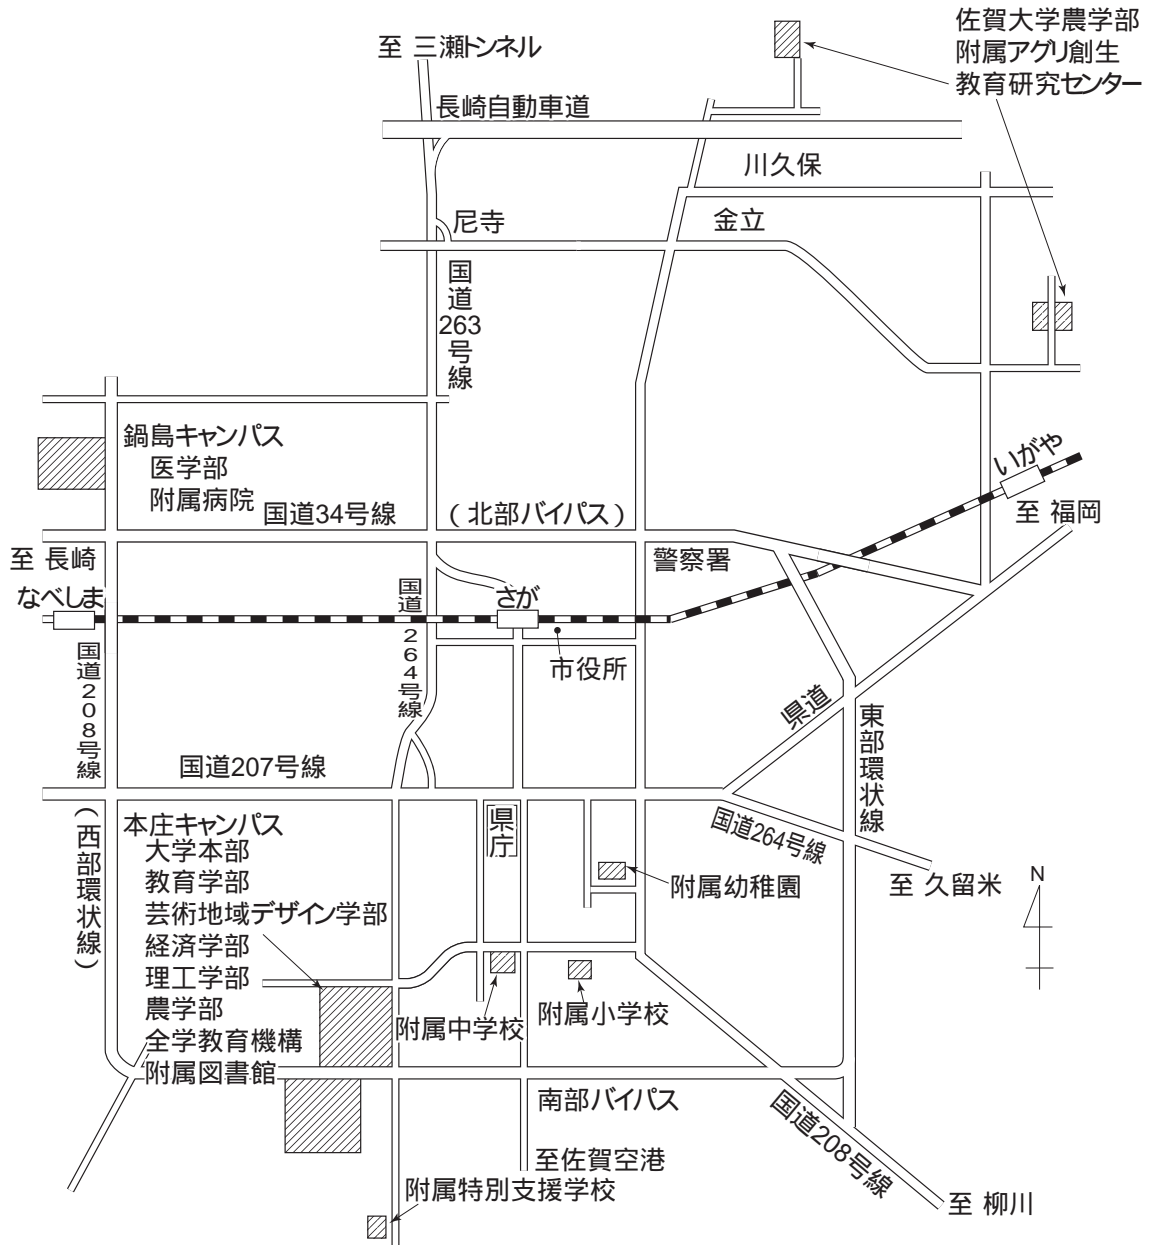 佐賀大学農学部
附属アグリ創生
教育研究センター
至 三瀬トンネル
長崎自動車道
川久保
尼寺
金立
国道263号線
鍋島キャンパス
医学部
附属病院
国道34号線
(北部バイパス)
いがや
至 福岡
至 長崎
なべしま
さが
警察署
国道264号線
市役所
国道208号線
県道
東部環状線
国道207号線
(西部環状線)
本庄キャンパス
大学本部
教育学部
芸術地域デザイン学部
経済学部
理工学部
農学部
全学教育機構
附属図書館
県庁
国道264号線
至 久留米
N
附属幼稚園
附属中学校
附属小学校
南部バイパス
国道208号線
至佐賀空港
附属特別支援学校
至 柳川